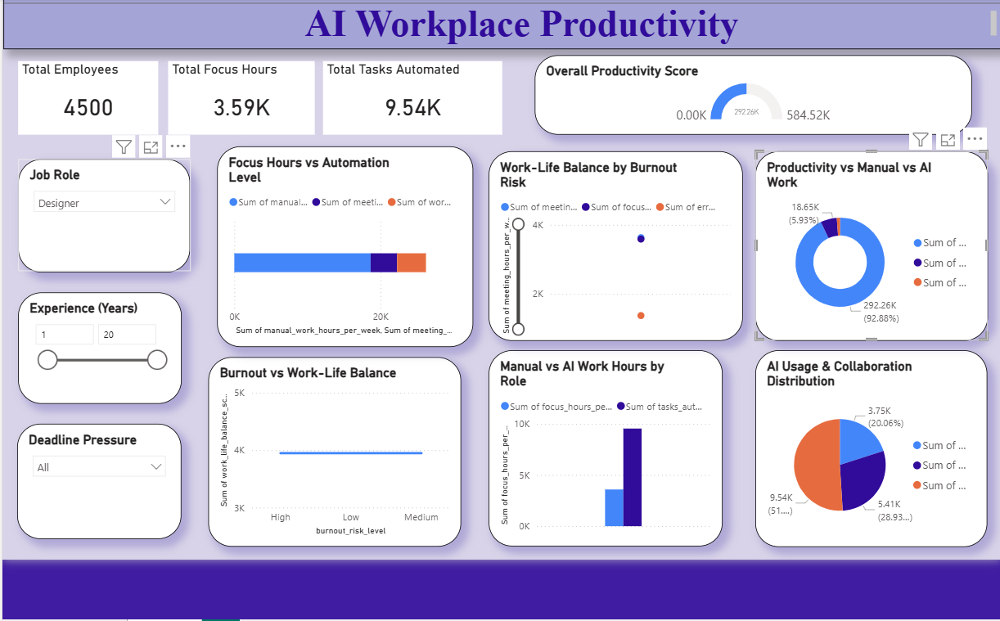 AI Workplace Productivity
Total Employees
4500
Total Focus Hours
3.59K
Total Tasks Automated
9.54K
Overall Productivity Score
0.00K
292.26K
584.52K
Job Role
Designer
Experience (Years)
1
20
Deadline Pressure
All
Focus Hours vs Automation
Level
Sum of manual... Sum of meeti... Sum of wor...
0K
20K
Sum of manual_work_hours_per_week, Sum of meeting_...
Work-Life Balance by Burnout
Risk
Sum of meetin... Sum of focus... Sum of err...
Sum of meeting_hours_per_w...
4K
2K
Productivity vs Manual vs AI
Work
18.65K
(5.93%)
292.26K
(92.88%)
Sum of ...
Sum of ...
Sum of ...
Burnout vs Work-Life Balance
Sum of work_life_balance_sc...
5K
4K
3K
High
Low
Medium
burnout_risk_level
Manual vs AI Work Hours by
Role
Sum of focus_hours_pe... Sum of tasks_aut...
Sum of focus_hours_per_...
10K
5K
0K
AI Usage & Collaboration
Distribution
3.75K
(20.06%)
5.41K
(28.93...)
9.54K
(51....)
Sum of ...
Sum of ...
Sum of ...